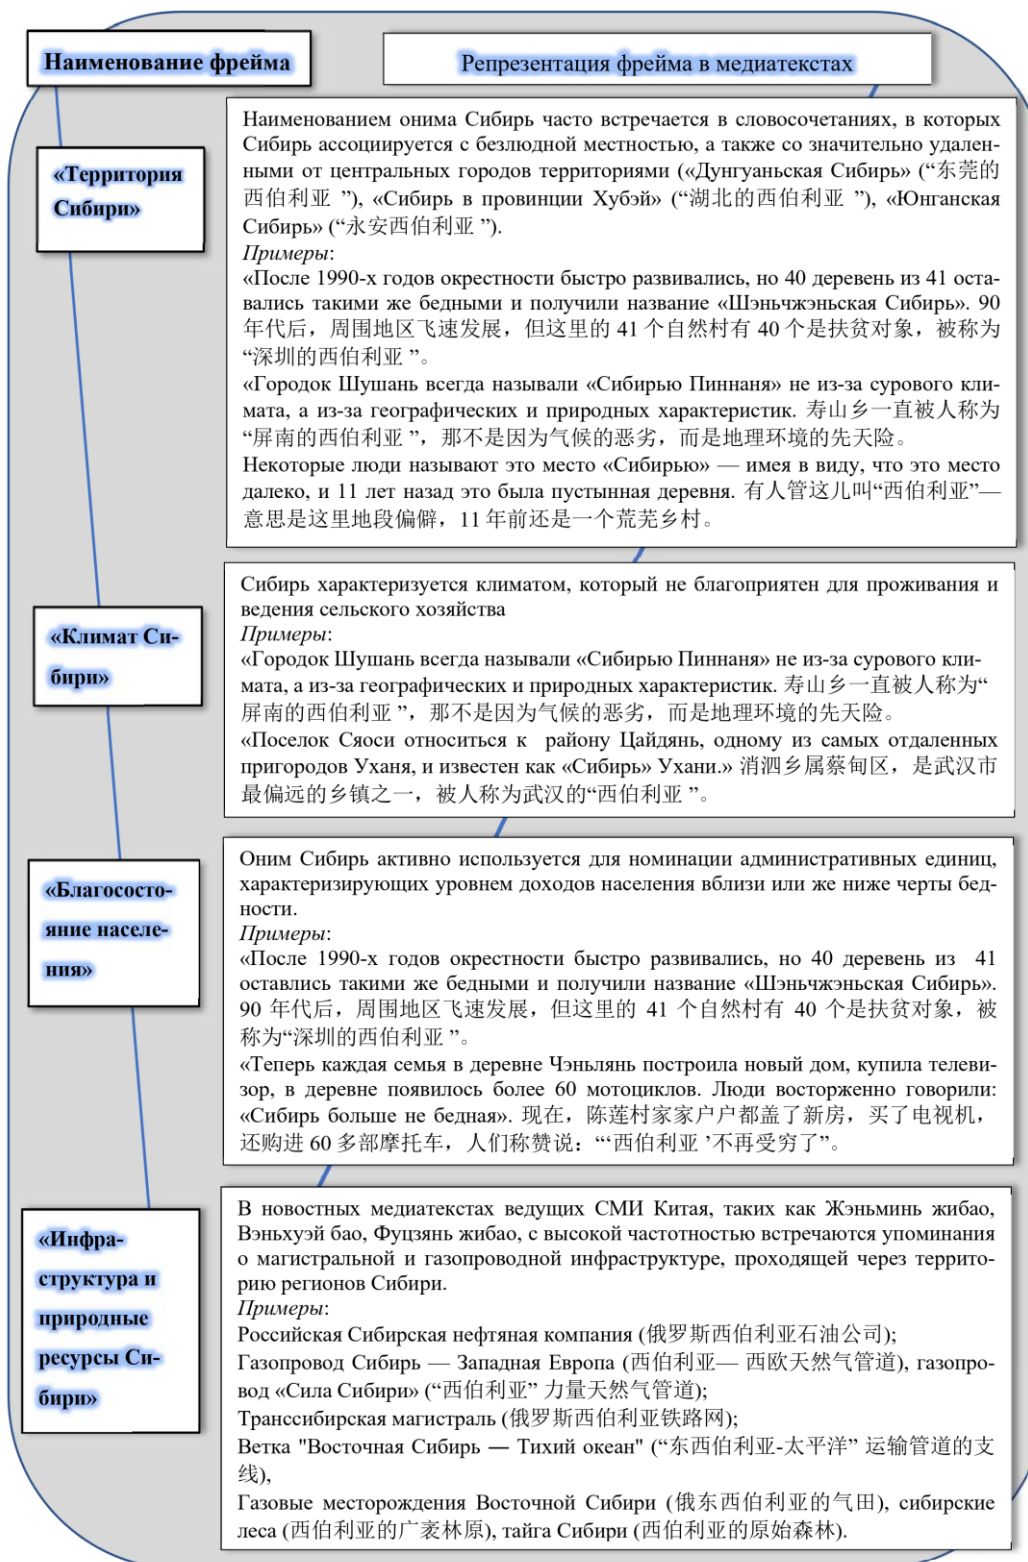 Наименование фрейма
Репрезентация фрейма в медиатекстах
«Территория
Сибири»
Наименованием онима Сибирь часто встречается в словосочетаниях, в которых
Сибирь ассоциируется с безлюдной местностью, а также со значительно удален-
ными от центральных городов территориями («Дунгуаньская Сибирь» (“东莞的
西伯利亚 ”), «Сибирь в провинции Хубэй» (“湖北的西伯利亚 ”), «Юнганская
Сибирь» (“永安西伯利亚 ”).
Примеры:
«После 1990-х годов окрестности быстро развивались, но 40 деревень из 41 оста-
вались такими же бедными и получили название «Шэньчжэньская Сибирь». 90
年代后，周围地区飞速发展，但这里的 41 个自然村有 40 个是扶贫对象，被称为
“深圳的西伯利亚 ”。
«Городок Шушань всегда называли «Сибирью Пиннаня» не из-за сурового кли-
мата, а из-за географических и природных характеристик. 寿山乡一直被人称为
“屏南的西伯利亚 ”，那不是因为气候的恶劣，而是地理环境的先天险。
Некоторые люди называют это место «Сибирью» — имея в виду, что это место
далеко, и 11 лет назад это была пустынная деревня. 有人管这儿叫“西伯利亚”—
意思是这里地段偏僻，11 年前还是一个荒芜乡村。
«Климат Си-
бири»
Сибирь характеризуется климатом, который не благоприятен для проживания и
ведения сельского хозяйства
Примеры:
«Городок Шушань всегда называли «Сибирью Пиннаня» не из-за сурового кли-
мата, а из-за географических и природных характеристик. 寿山乡一直被人称为“
屏南的西伯利亚 ”，那不是因为气候的恶劣，而是地理环境的先天险。
«Поселок Сяоси относиться к району Цайдянь, одному из самых отдаленных
пригородов Уханя, и известен как «Сибирь» Ухани.» 消泗乡属蔡甸区，是武汉市
最偏远的乡镇之一，被人称为武汉的“西伯利亚 ”。
«Благосостo-
яние населе-
ния»
Оним Сибирь активно используется для номинации административных единиц,
характеризирующих уровнем доходов населения вблизи или же ниже черты бед-
ности.
Примеры:
«После 1990-х годов окрестности быстро развивались, но 40 деревень из 41
оставлись такими же бедными и получили название «Шэньчжэньская Сибирь».
90 年代后，周围地区飞速发展，但这里的 41 个自然村有 40 个是扶贫对象，被
称为“深圳的西伯利亚 ”。
«Теперь каждая семья в деревне Чэньлянь построила новый дом, купила телеви-
зор, в деревне появилось более 60 мотоциклов. Люди восторженно говорили:
«Сибирь больше не бедная». 现在，陈莲村家家户户都盖了新房，买了电视机，
还购进 60 多部摩托车，人们称赞说：“‘西伯利亚 ’不再受穷了”。
«Инфра-
структура и
природные
ресурсы Си-
бири»
В новостных медиатекстах ведущих СМИ Китая, таких как Жэньминь жибао,
Вэньхуэй бао, Фуцзянь жибао, с высокой частотностью встречаются упоминания
о магистральной и газопроводной инфраструктуре, проходящей через террито-
рию регионов Сибири.
Примеры:
Российская Сибирская нефтяная компания (俄罗斯西伯利亚石油公司);
Газопровод Сибирь — Западная Европа (西伯利亚— 西欧天然气管道), газопро-
вод «Сила Сибири» (“西伯利亚” 力量天然气管道);
Транссибирская магистраль (俄罗斯西伯利亚铁路网);
Ветка "Восточная Сибирь — Тихий океан" (“东西伯利亚-太平洋” 运输管道的支
线),
Газовые месторождения Восточной Сибири (俄东西伯利亚的气田), сибирские
леса (西伯利亚的广袤林原), тайга Сибири (西伯利亚的原始森林).